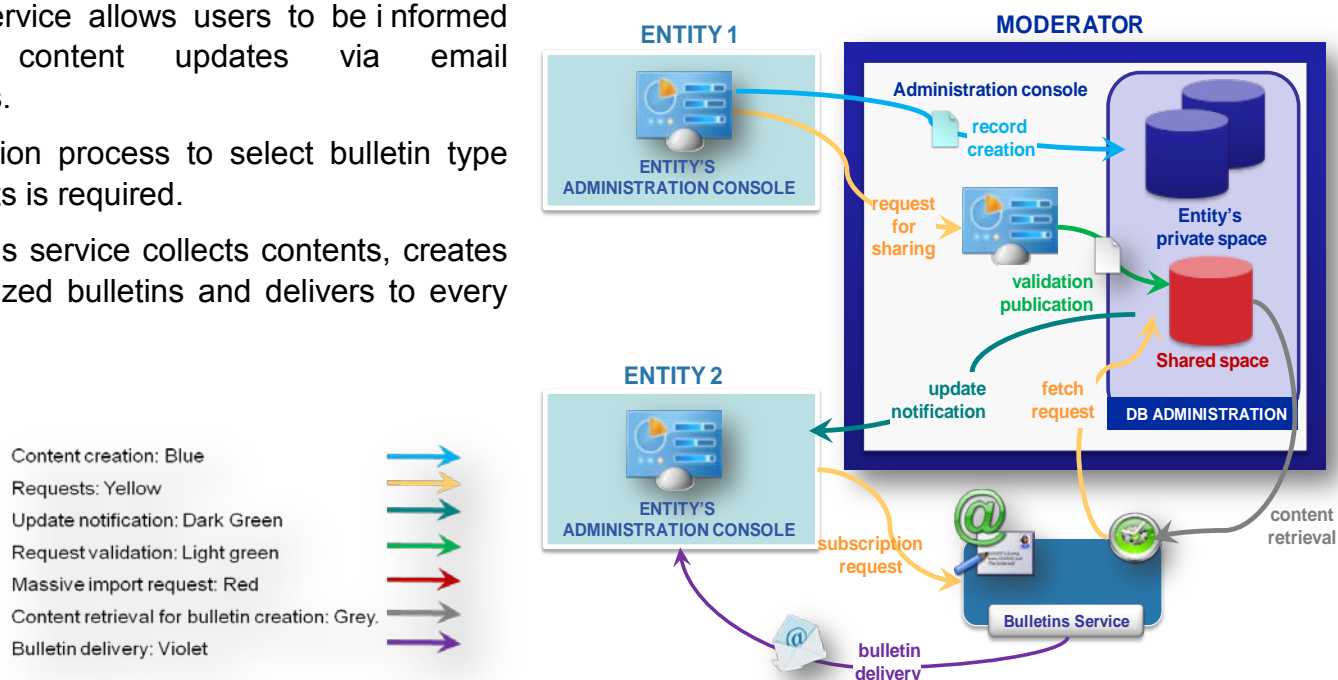 ervice allows users to be i nformed
content updates via email
s.
tion process to select bulletin type
ts is required.
s service collects contents, creates
ized bulletins and delivers to every
Content creation: Blue
Requests: Yellow
Update notification: Dark Green
Request validation: Light green
Massive import request: Red
Content retrieval for bulletin creation: Grey.
Bulletin delivery: Violet
ENTITY 1
ENTITY'S
ADMINISTRATION CONSOLE
MODERATOR
Administration console
record
creation
request
for
sharing
Entity's
private space
validation
publication
Shared space
update
notification
fetch
request
DB ADMINISTRATION
ENTITY 2
ENTITY'S
ADMINISTRATION CONSOLE
subscription
request
content
retrieval
Bulletins Service
bulletin
delivery